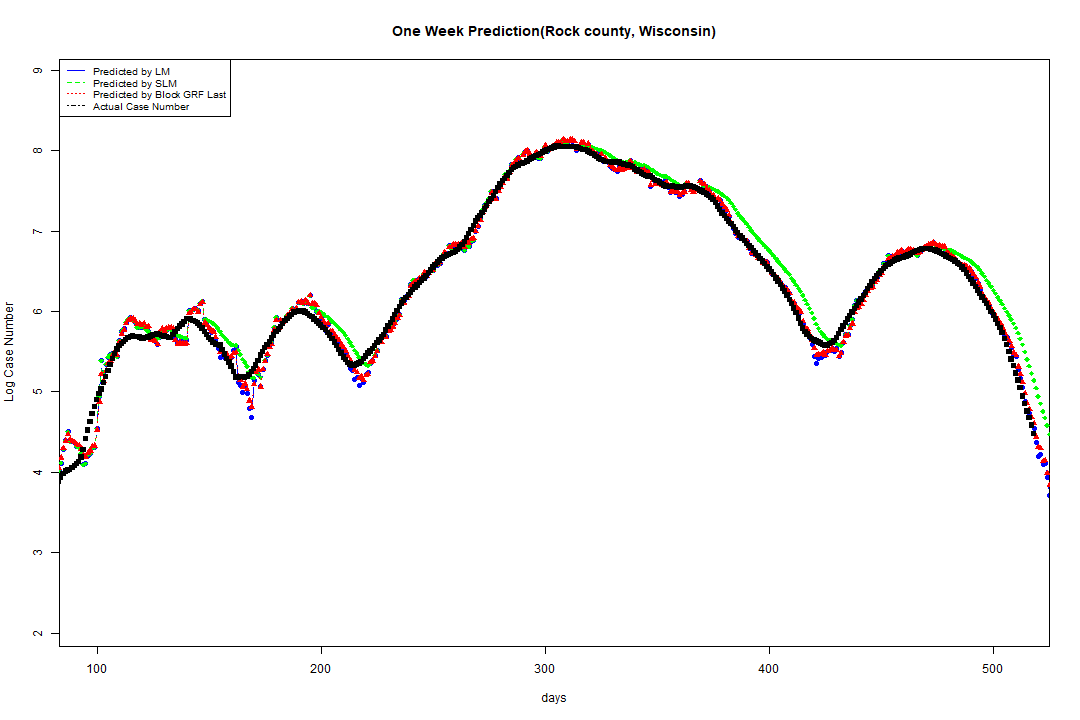 One Week Prediction(Rock county, Wisconsin)
Predicted by LM
Predicted by SLM
Predicted by Block GRF Last
Actual Case Number
9
8
7
6
5
4
3
2
Log Case Number
100 200 300 400 500
days